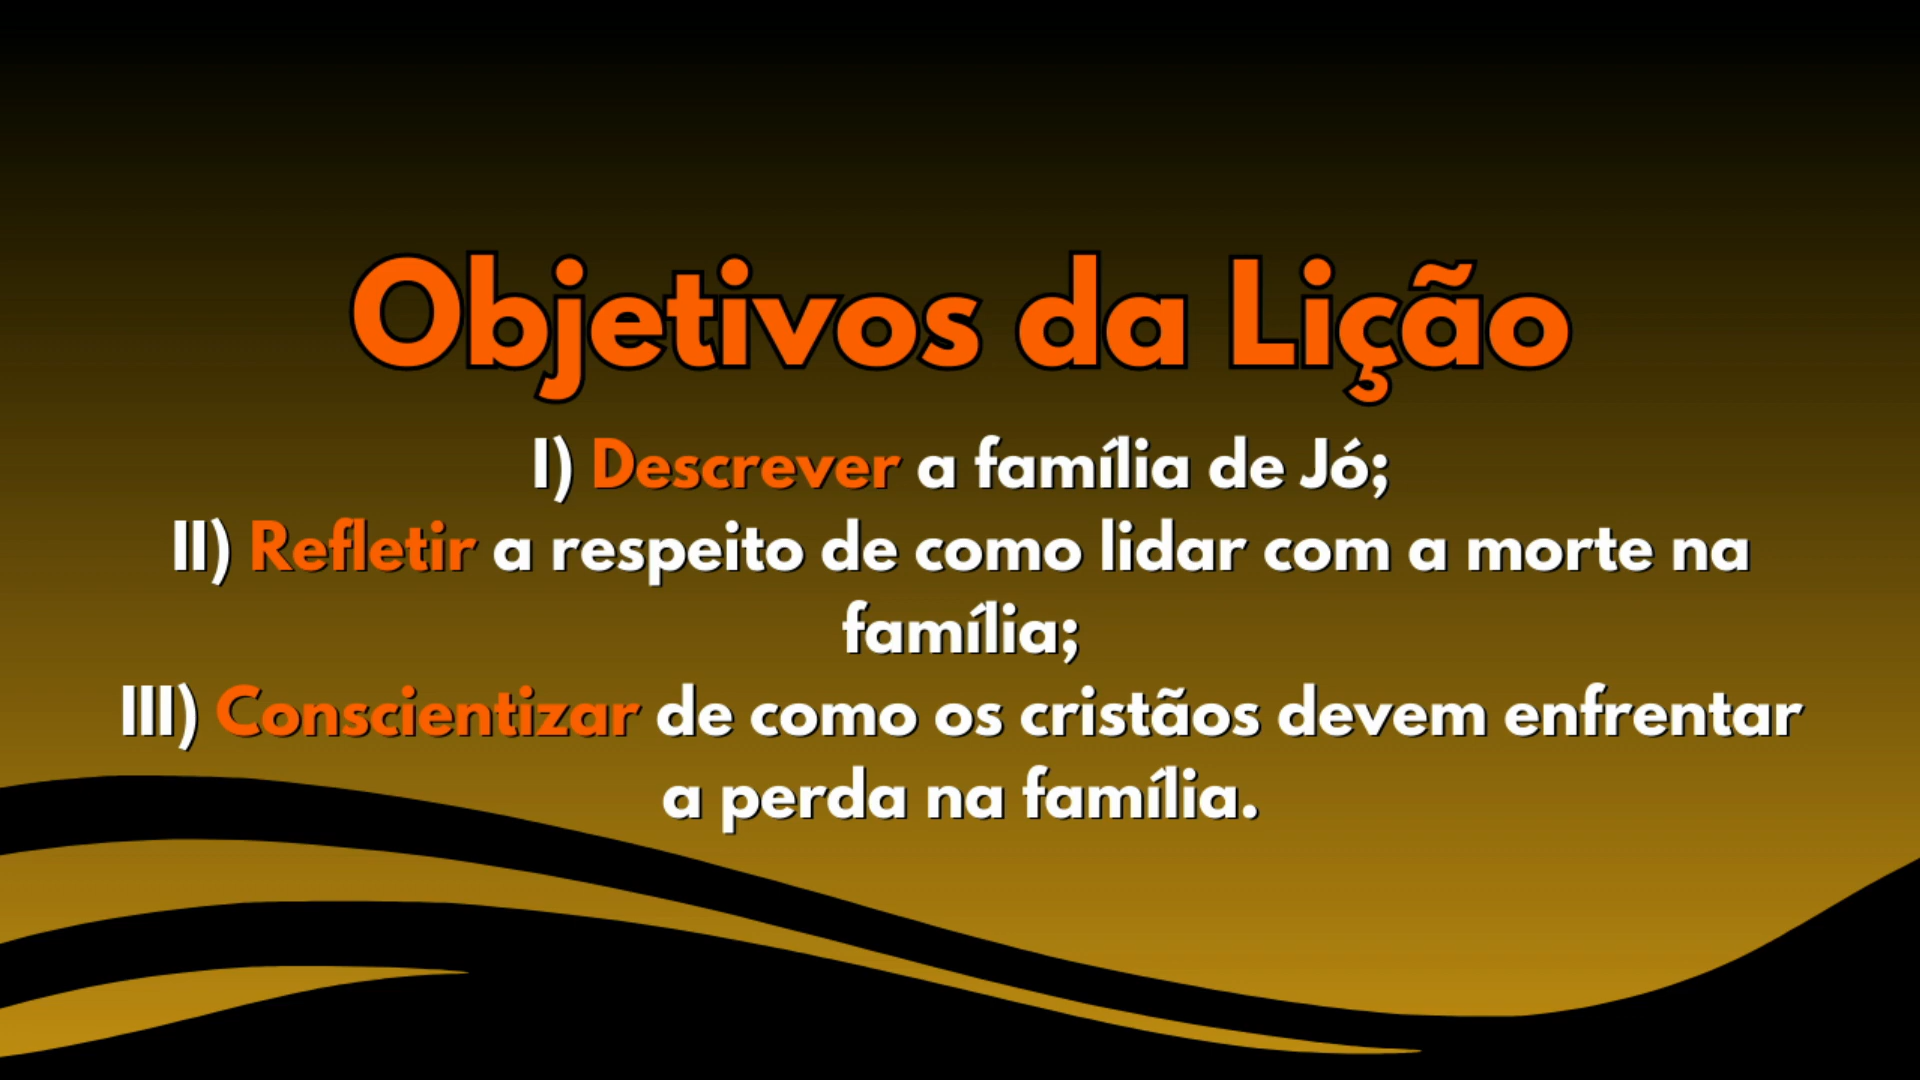 Objetivos da Lição
I) Descrever a família de Jó;
II) Refletir a respeito de como lidar com a morte na
família;
III) Conscientizar de como os cristãos devem enfrentar
a perda na família.